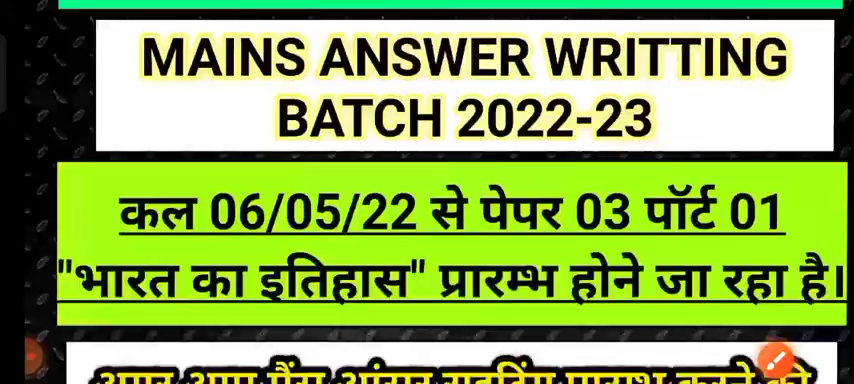 MAINS ANSWER WRITTING
BATCH 2022-23
कल 06/05/22 से पेपर 03 पॉर्ट 01
"भारत का इतिहास" प्रारम्भ होने जा रहा है।